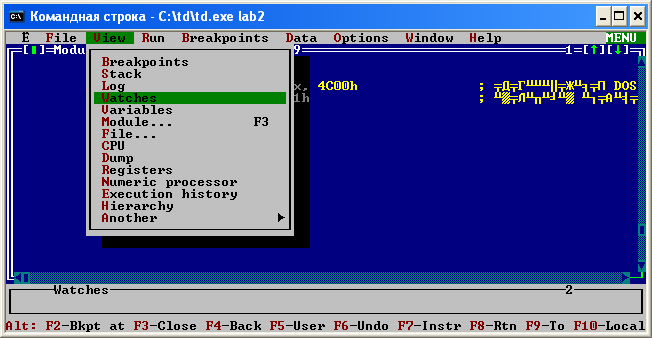 Командная строка - C:\td\td.exe lab2
File View Run Breakpoints Data Options Window Help MENU
Modu 9 1
Breakpoints
Stack
Log x, 4C00h ; DOS
Watches 1h ;
Variables
Module... F3
File...
CPU
Dump
Registers
Numeric processor
Execution history
Hierarchy
Another
Watches 2
Alt: F2-Bkpt at F3-Close F4-Back F5-User F6-Undo F7-Instr F8-Rtn F9-To F10-Local